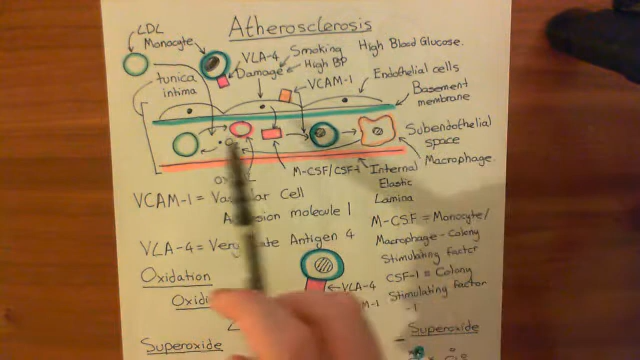 Atherosclerosis
LDL
Monocyte
VLA-4
Smoking
High Blood Glucose.
Damage
High BP
VCAM-1
Endothelial cells
tunica
intima
Basement
membrane
Subendothelial
space
Macrophage.
M-CSF/CSF-1
Internal
Elastic
Lamina
VCAM-1 = Vascular Cell
Adhesion molecule 1
VLA-4 = Very Late Antigen 4
M-CSF = Monocyte/
Macrophage - Colony
Stimulating factor
CSF-1 = Colony
Stimulating factor
-1
Oxidation
VLA-4
Superoxide
Superoxide